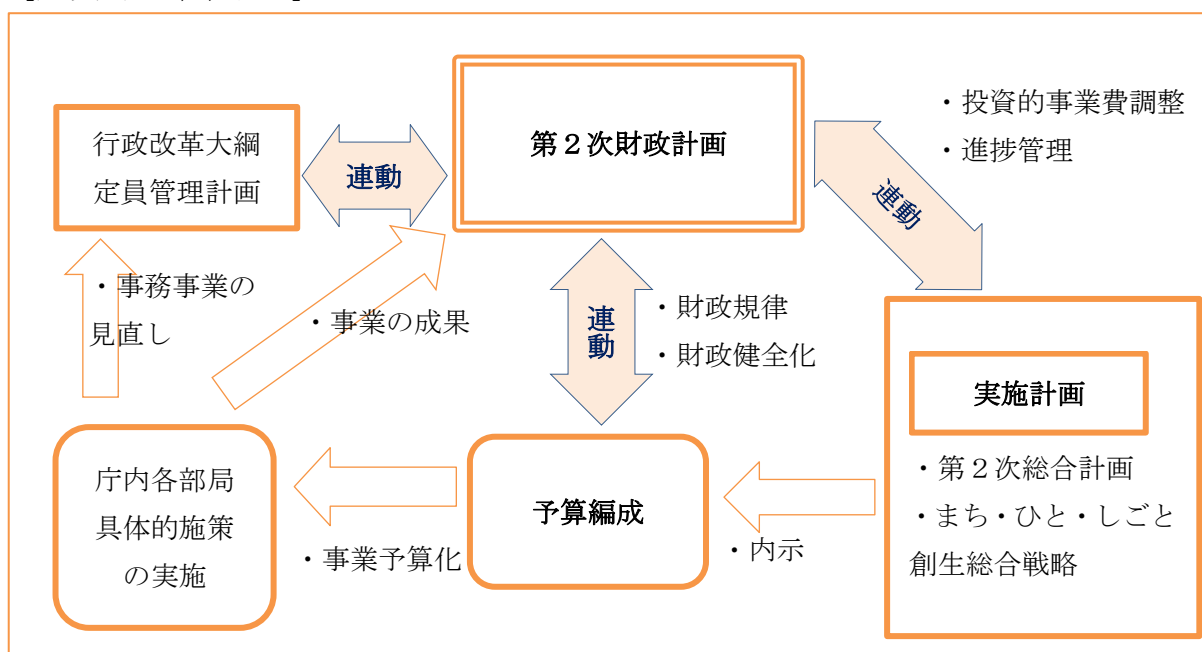 行政改革大綱
定員管理計画
連動
第２次財政計画
・投資的事業費調整
・進捗管理
連動
・事務事業の
見直し
・事業の成果
連動
・財政規律
・財政健全化
実施計画
・第２次総合計画
・まち・ひと・しごと
創生総合戦略
庁内各部局
具体的施策
の実施
・事業予算化
予算編成
・内示